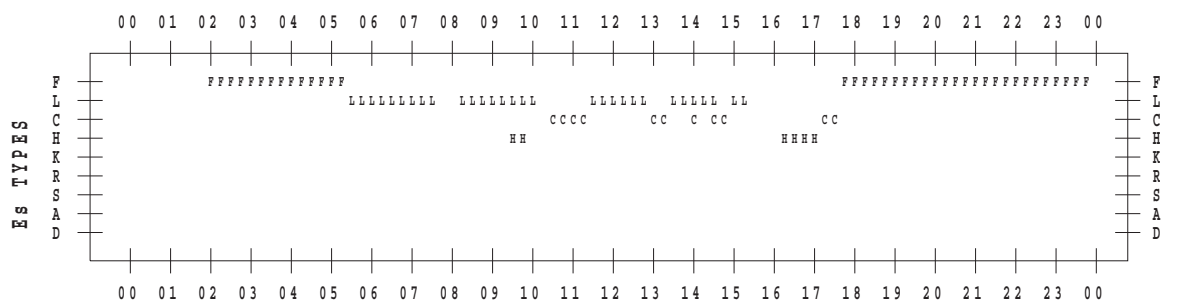 00 01 02 03 04 05 06 07 08 09 10 11 12 13 14 15 16 17 18 19 20 21 22 23 00
Es TYPES
F FFFFFFFFFFFFFF FFFFFFFFFFFFFFFFFFFFFFFFF F
L LLLLLLLLL LLLLLLLL LLLLLL LLLLL LL L
C CCCC CC C CC CC C
H HH HHHH H
K K
R R
S S
A A
D D
00 01 02 03 04 05 06 07 08 09 10 11 12 13 14 15 16 17 18 19 20 21 22 23 00